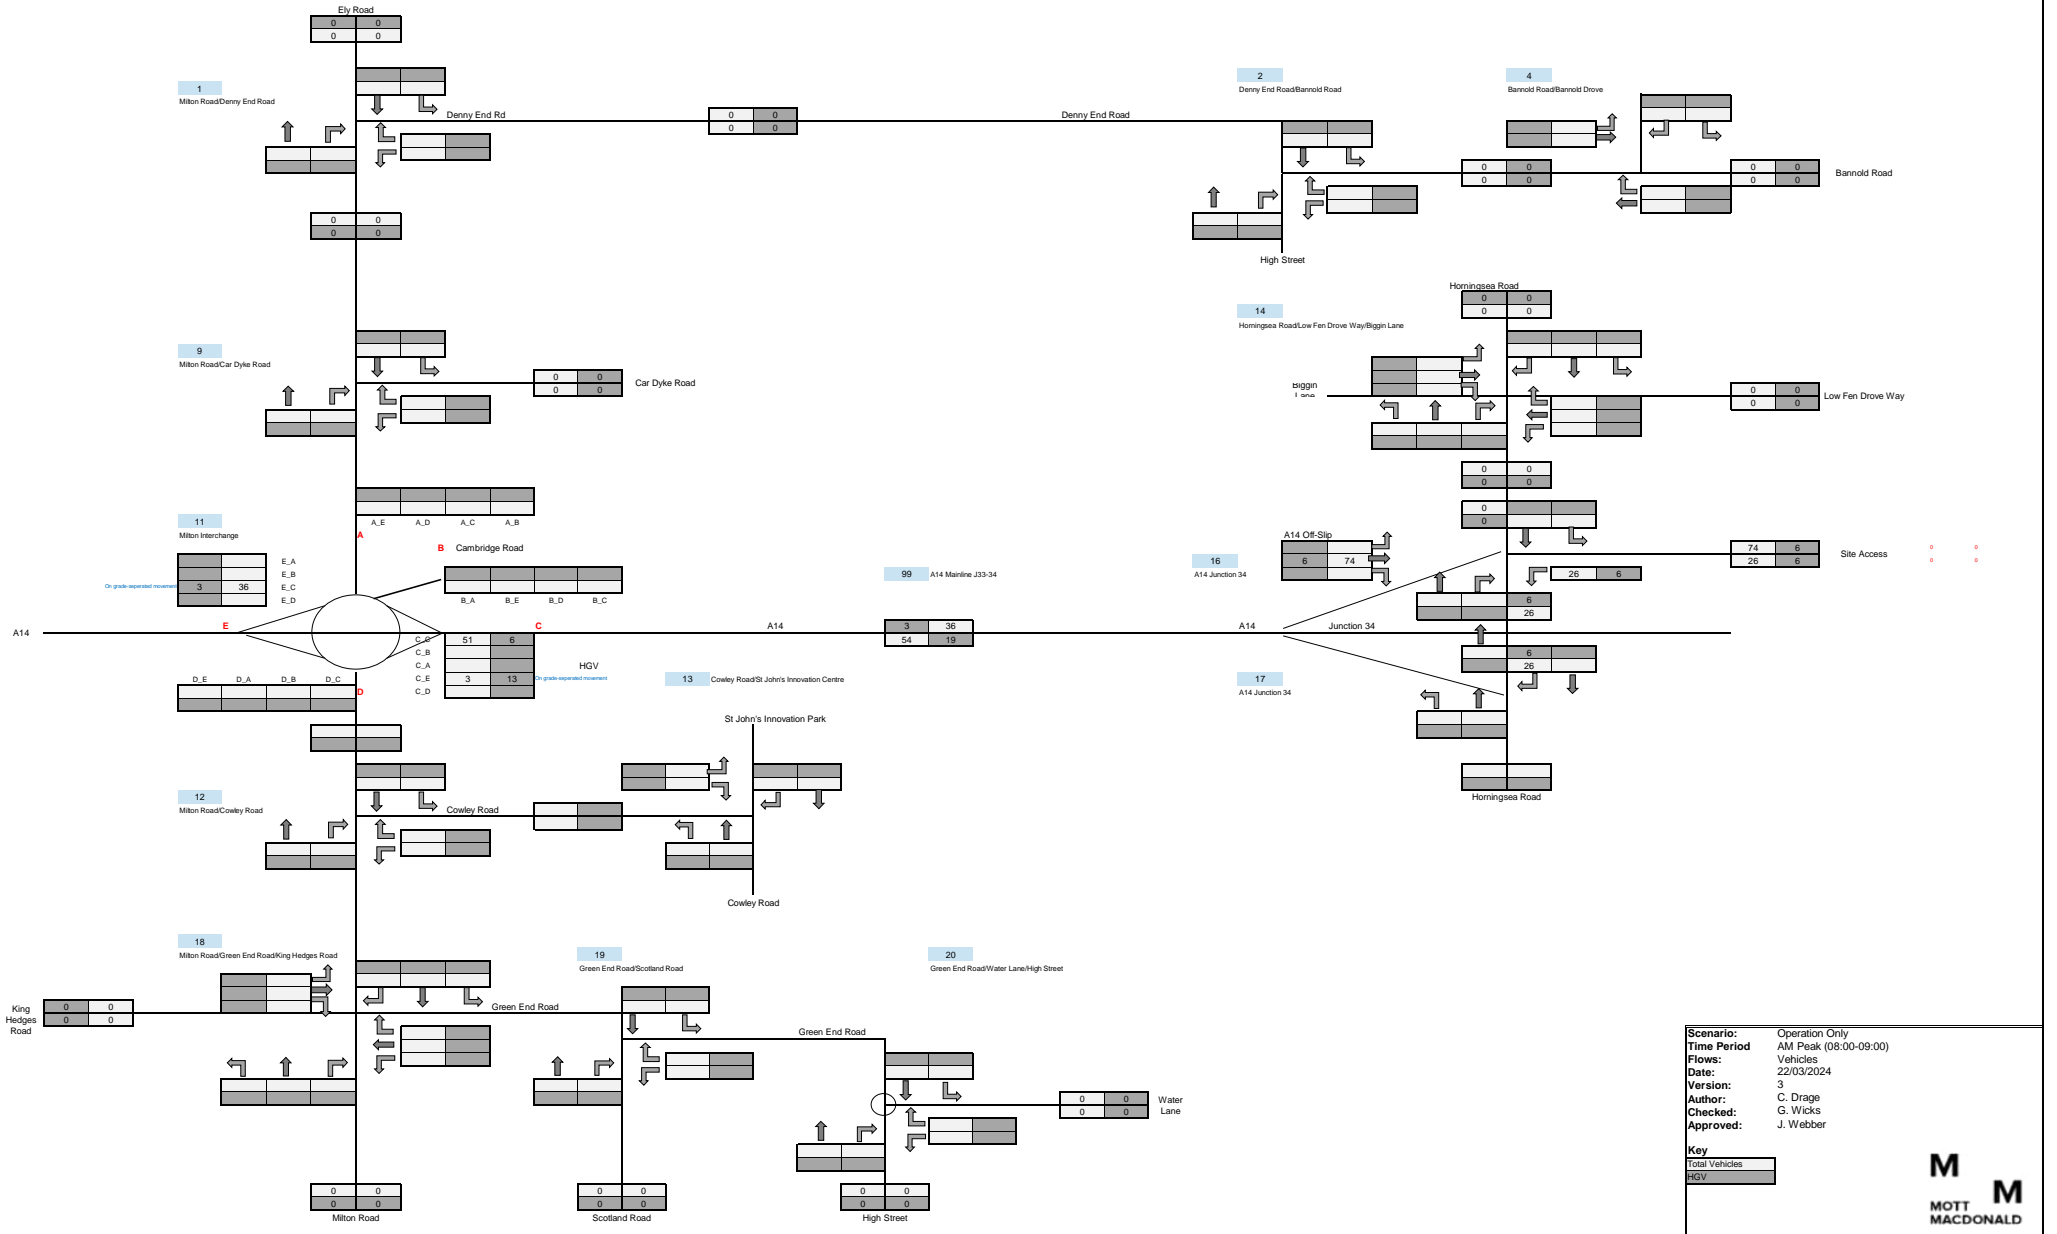 Ely Road
0 0
0 0
1
Milton Road/Denny End Road
2
Denny End Road/Bannold Road
4
Bannold Road/Bannold Drove
Denny End Rd
0 0
0 0
Denny End Road
0 0
0 0
0 0
0 0
Bannold Road
0 0
0 0
High Street
Horningsea Road
0 0
0 0
14
Horningsea Road/Low Fen Drove Way/Biggin Lane
9
Milton Road/Car Dyke Road
0 0
0 0
Car Dyke Road
Biggin
Lane
0 0
0 0
Low Fen Drove Way
0 0
0 0
A_E A_D A_C A_B
11
Milton Interchange
A
B Cambridge Road
0
0
A14 Off-Slip
6 74
16
A14 Junction 34
74 6
26 6
Site Access
0 0
0 0
E_A
E_B
On grade-seperated movement 3 36 E_C
E_D
99 A14 Mainline J33-34
B_A B_E B_D B_C
26 6
6
26
A14
E
C
A14
3 36
54 19
A14
Junction 34
C_C 51 6
C_B
C_A
C_E 3 13 On grade-seperated movement
C_D
HGV
6
26
D_E D_A D_B D_C
D
13 Cowley Road/St John's Innovation Centre
17
A14 Junction 34
St John's Innovation Park
12
Milton Road/Cowley Road
Cowley Road
Horningsea Road
Cowley Road
18
Milton Road/Green End Road/King Hedges Road
19
Green End Road/Scotland Road
20
Green End Road/Water Lane/High Street
King
Hedges
Road
0 0
0 0
Green End Road
Green End Road
0 0
0 0
Water
Lane
0 0
0 0
Milton Road
0 0
0 0
Scotland Road
0 0
0 0
High Street
Scenario: Operation Only
Time Period AM Peak (08:00-09:00)
Flows: Vehicles
Date: 22/03/2024
Version: 3
Author: C. Drage
Checked: G. Wicks
Approved: J. Webber
Key
Total Vehicles
HGV
M
M
MOTT
MACDONALD